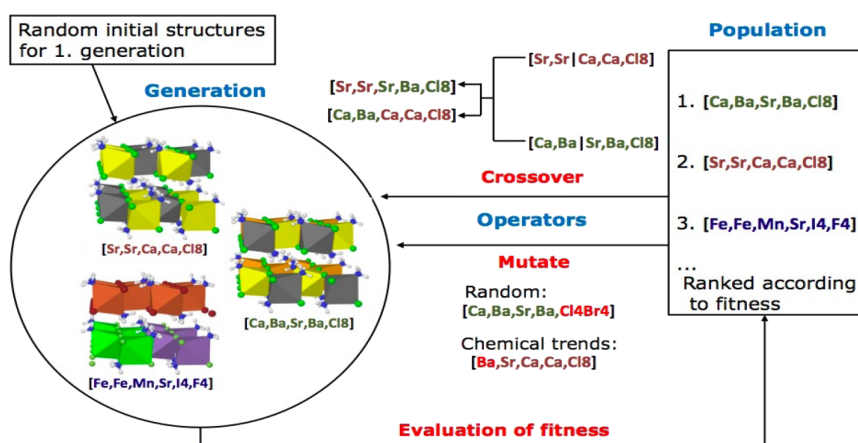 Random initial structures
for 1. generation
Generation
[Sr,Sr,Ca,Ca,Cl8]
[Ca,Ba,Sr,Ba,Cl8]
[Fe,Fe,Mn,Sr,I4,F4]
[Sr,Sr,Sr,Ba,Cl8]
[Ca,Ba,Ca,Ca,Cl8]
[Sr,Sr|Ca,Ca,Cl8]
[Ca,Ba|Sr,Ba,Cl8]
Crossover
Operators
Mutate
Random:
[Ca,Ba,Sr,Ba,Cl4Br4]
Chemical trends:
[Ba,Sr,Ca,Ca,Cl8]
Population
1. [Ca,Ba,Sr,Ba,Cl8]
2. [Sr,Sr,Ca,Ca,Cl8]
3. [Fe,Fe,Mn,Sr,I4,F4]
...
Ranked according
to fitness
Evaluation of fitness